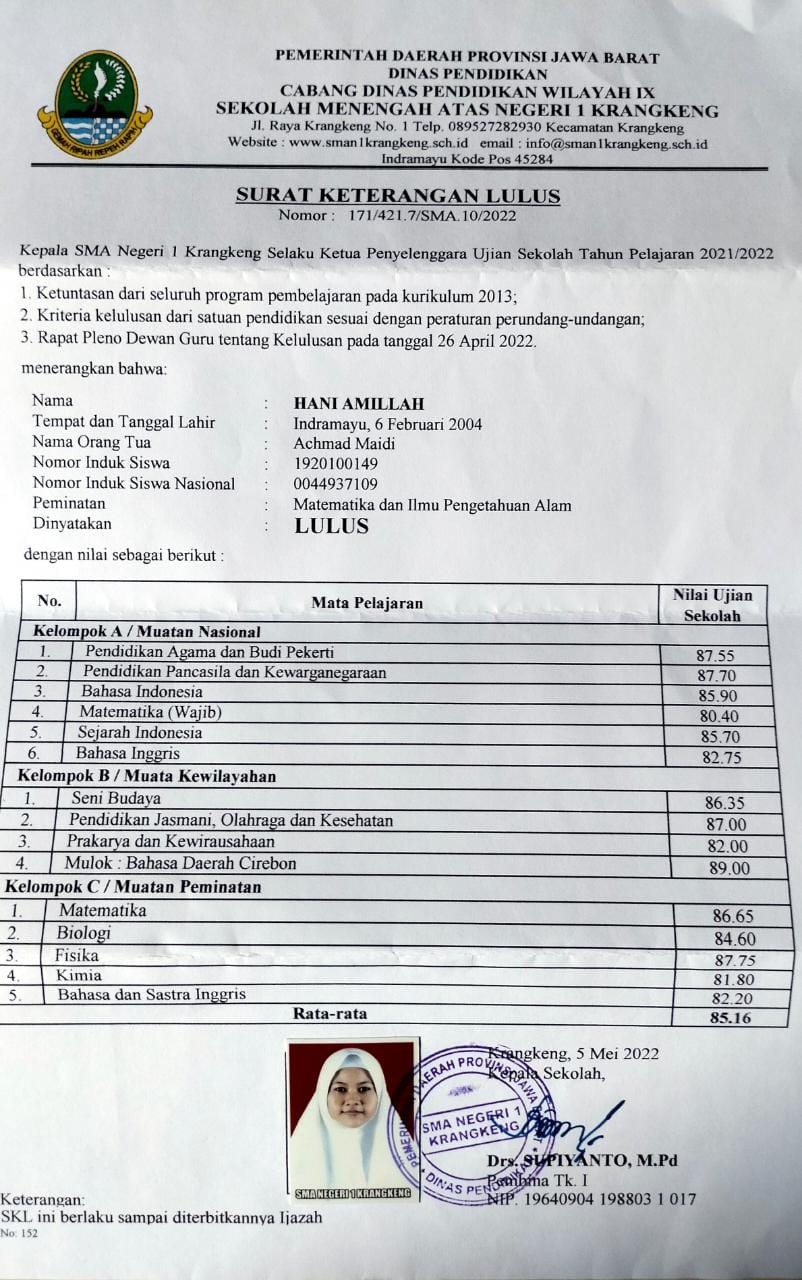 PEMERINTAH DAERAH PROVINSI JAWA BARAT
DINAS PENDIDIKAN
CABANG DINAS PENDIDIKAN WILAYAH IX
SEKOLAH MENENGAH ATAS NEGERI 1 KRANGKENG
Jl. Raya Krangkeng No. 1 Telp. 089527282930 Kecamatan Krangkeng
Website : www.sman1krangkeng.sch.id email : info@sman1krangkeng.sch.id
Indramayu Kode Pos 45284
GEMAH RIPAH REPEH RAPIH
SURAT KETERANGAN LULUS
Nomor : 171/421.7/SMA.10/2022
Kepala SMA Negeri 1 Krangkeng Selaku Ketua Penyelenggara Ujian Sekolah Tahun Pelajaran 2021/2022
berdasarkan :
1. Ketuntasan dari seluruh program pembelajaran pada kurikulum 2013;
2. Kriteria kelulusan dari satuan pendidikan sesuai dengan peraturan perundang-undangan;
3. Rapat Pleno Dewan Guru tentang Kelulusan pada tanggal 26 April 2022.
menerangkan bahwa:
Nama : HANI AMILLAH
Tempat dan Tanggal Lahir : Indramayu, 6 Februari 2004
Nama Orang Tua : Achmad Maidi
Nomor Induk Siswa : 1920100149
Nomor Induk Siswa Nasional : 0044937109
Peminatan : Matematika dan Ilmu Pengetahuan Alam
Dinyatakan : LULUS
dengan nilai sebagai berikut :
No. Mata Pelajaran Nilai Ujian Sekolah
Kelompok A / Muatan Nasional
1. Pendidikan Agama dan Budi Pekerti 87.55
2. Pendidikan Pancasila dan Kewarganegaraan 87.70
3. Bahasa Indonesia 85.90
4. Matematika (Wajib) 80.40
5. Sejarah Indonesia 85.70
6. Bahasa Inggris 82.75
Kelompok B / Muata Kewilayahan
1. Seni Budaya 86.35
2. Pendidikan Jasmani, Olahraga dan Kesehatan 87.00
3. Prakarya dan Kewirausahaan 82.00
4. Mulok : Bahasa Daerah Cirebon 89.00
Kelompok C / Muatan Peminatan
1. Matematika 86.65
2. Biologi 84.60
3. Fisika 87.75
4. Kimia 81.80
5. Bahasa dan Sastra Inggris 82.20
Rata-rata 85.16
Krangkeng, 5 Mei 2022
Kepala Sekolah,
SMA NEGERI 1
KRANGKENG
DINAS PENDIDIKAN
Drs. SUPIYANTO, M.Pd
Pembina Tk. I
NIP. 19640904 198803 1 017
SMA NEGERI 1 KRANGKENG
Keterangan:
SKL ini berlaku sampai diterbitkannya Ijazah
No: 152